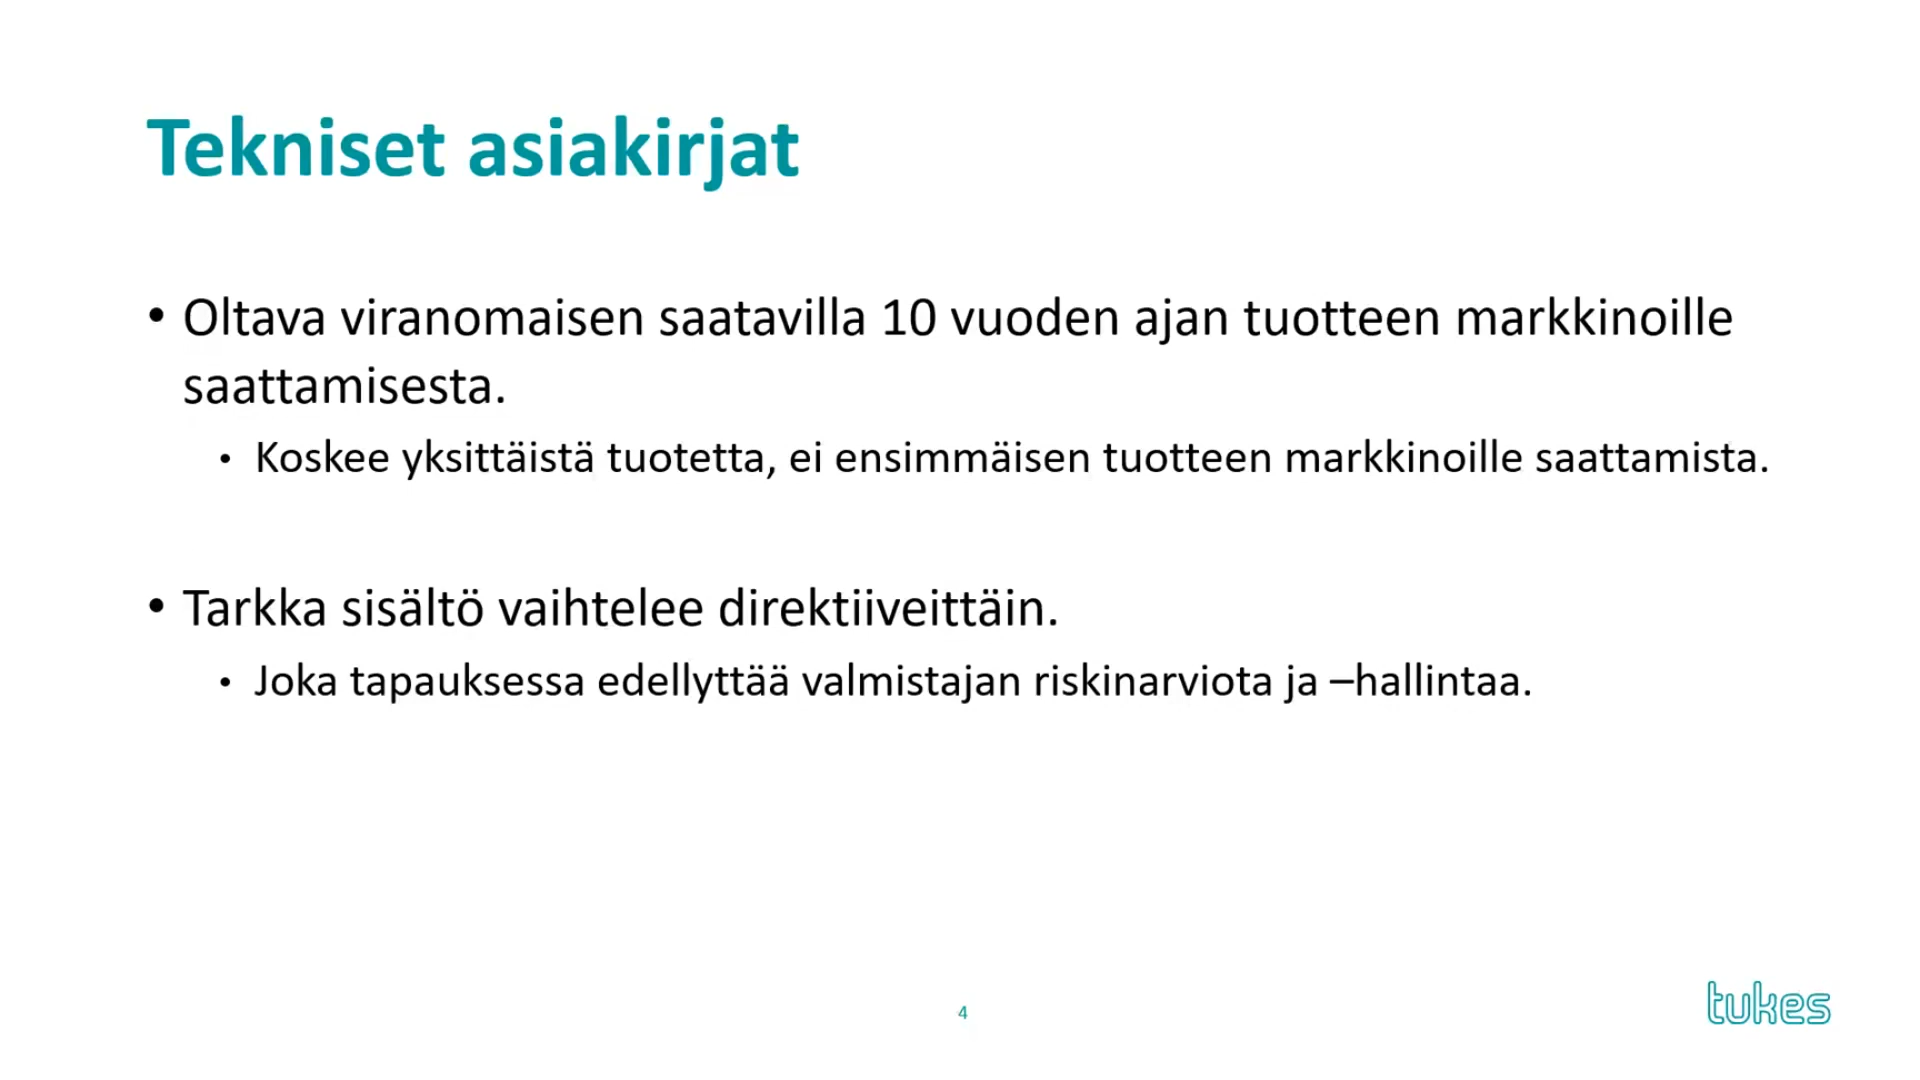 Tekniset asiakirjat
• Oltava viranomaisen saatavilla 10 vuoden ajan tuotteen markkinoille
saattamisesta.
• Koskee yksittäistä tuotetta, ei ensimmäisen tuotteen markkinoille saattamista.
• Tarkka sisältö vaihtelee direktiiveittäin.
• Joka tapauksessa edellyttää valmistajan riskinarviota ja –hallintaa.
4
tukes